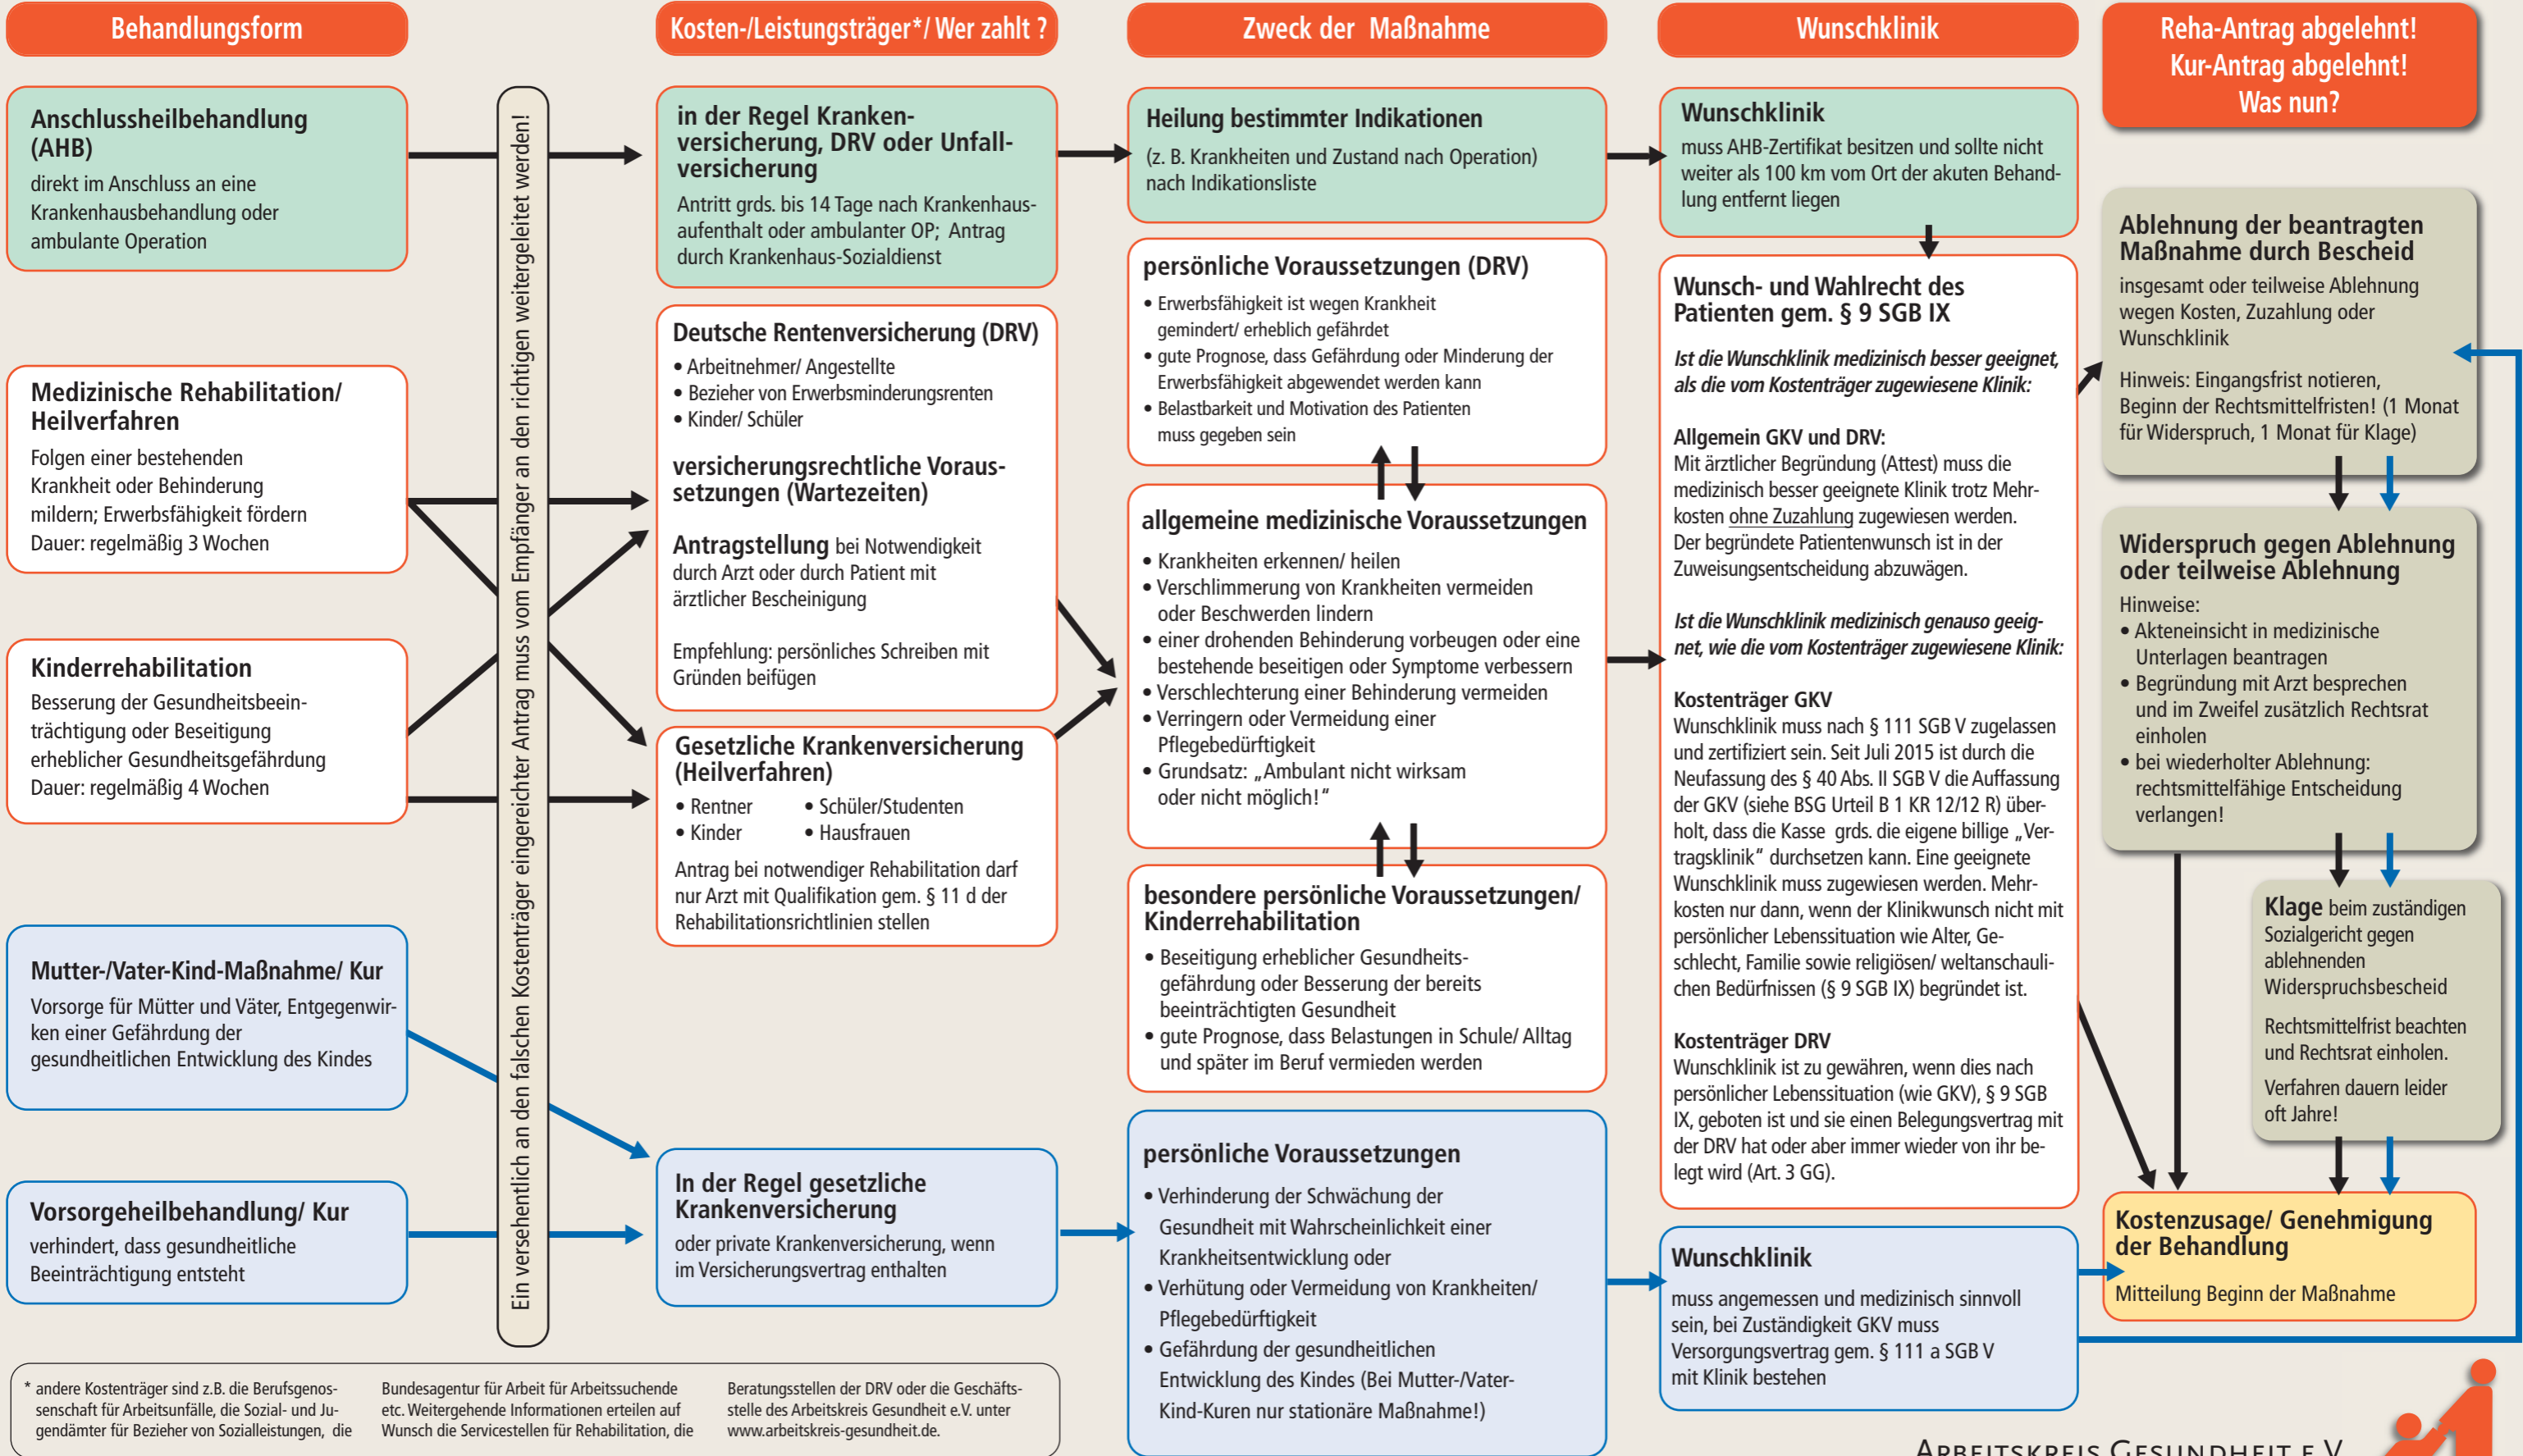 Behandlungsform
Anschlussheilbehandlung
(AHB)
direkt im Anschluss an eine
Krankenhausbehandlung oder
ambulante Operation
Medizinische Rehabilitation/
Heilverfahren
Folgen einer bestehenden
Krankheit oder Behinderung
mildern; Erwerbsfähigkeit fördern
Dauer: regelmäßig 3 Wochen
Kinderrehabilitation
Besserung der Gesundheitsbeein-
trächtigung oder Beseitigung
erheblicher Gesundheitsgefährdung
Dauer: regelmäßig 4 Wochen
Mutter-/Vater-Kind-Maßnahme/ Kur
Vorsorge für Mütter und Väter, Entgegenwir-
ken einer Gefährdung der
gesundheitlichen Entwicklung des Kindes
Vorsorgeheilbehandlung/ Kur
verhindert, dass gesundheitliche
Beeinträchtigung entsteht
Ein versehentlich an den falschen Kostenträger eingereichter Antrag muss vom Empfänger an den richtigen weitergeleitet werden!
Kosten-/Leistungsträger*/ Wer zahlt ?
in der Regel Kranken-
versicherung, DRV oder Unfall-
versicherung
Antritt grds. bis 14 Tage nach Krankenhaus-
aufenthalt oder ambulanter OP; Antrag
durch Krankenhaus-Sozialdienst
Deutsche Rentenversicherung (DRV)
• Arbeitnehmer/ Angestellte
• Bezieher von Erwerbsminderungsrenten
• Kinder/ Schüler
versicherungsrechtliche Voraus-
setzungen (Wartezeiten)
Antragstellung bei Notwendigkeit
durch Arzt oder durch Patient mit
ärztlicher Bescheinigung
Empfehlung: persönliches Schreiben mit
Gründen beifügen
Gesetzliche Krankenversicherung
(Heilverfahren)
• Rentner • Schüler/Studenten
• Kinder • Hausfrauen
Antrag bei notwendiger Rehabilitation darf
nur Arzt mit Qualifikation gem. § 11 d der
Rehabilitationsrichtlinien stellen
In der Regel gesetzliche
Krankenversicherung
oder private Krankenversicherung, wenn
im Versicherungsvertrag enthalten
Zweck der Maßnahme
Heilung bestimmter Indikationen
(z. B. Krankheiten und Zustand nach Operation)
nach Indikationsliste
persönliche Voraussetzungen (DRV)
• Erwerbsfähigkeit ist wegen Krankheit
gemindert/ erheblich gefährdet
• gute Prognose, dass Gefährdung oder Minderung der
Erwerbsfähigkeit abgewendet werden kann
• Belastbarkeit und Motivation des Patienten
muss gegeben sein
allgemeine medizinische Voraussetzungen
• Krankheiten erkennen/ heilen
• Verschlimmerung von Krankheiten vermeiden
oder Beschwerden lindern
• einer drohenden Behinderung vorbeugen oder eine
bestehende beseitigen oder Symptome verbessern
• Verschlechterung einer Behinderung vermeiden
• Verringern oder Vermeidung einer
Pflegebedürftigkeit
• Grundsatz: „Ambulant nicht wirksam
oder nicht möglich!“
besondere persönliche Voraussetzungen/
Kinderrehabilitation
• Beseitigung erheblicher Gesundheits-
gefährdung oder Besserung der bereits
beeinträchtigten Gesundheit
• gute Prognose, dass Belastungen in Schule/ Alltag
und später im Beruf vermieden werden
persönliche Voraussetzungen
• Verhinderung der Schwächung der
Gesundheit mit Wahrscheinlichkeit einer
Krankheitsentwicklung oder
• Verhütung oder Vermeidung von Krankheiten/
Pflegebedürftigkeit
• Gefährdung der gesundheitlichen
Entwicklung des Kindes (Bei Mutter-/Vater-
Kind-Kuren nur stationäre Maßnahme!)
Wunschklinik
Wunschklinik
muss AHB-Zertifikat besitzen und sollte nicht
weiter als 100 km vom Ort der akuten Behand-
lung entfernt liegen
Wunsch- und Wahlrecht des
Patienten gem. § 9 SGB IX
Ist die Wunschklinik medizinisch besser geeignet,
als die vom Kostenträger zugewiesene Klinik:
Allgemein GKV und DRV:
Mit ärztlicher Begründung (Attest) muss die
medizinisch besser geeignete Klinik trotz Mehr-
kosten ohne Zuzahlung zugewiesen werden.
Der begründete Patientenwunsch ist in der
Zuweisungsentscheidung abzuwägen.
Ist die Wunschklinik medizinisch genauso geeig-
net, wie die vom Kostenträger zugewiesene Klinik:
Kostenträger GKV
Wunschklinik muss nach § 111 SGB V zugelassen
und zertifiziert sein. Seit Juli 2015 ist durch die
Neufassung des § 40 Abs. II SGB V die Auffassung
der GKV (siehe BSG Urteil B 1 KR 12/12 R) über-
holt, dass die Kasse grds. die eigene billige „Ver-
tragsklinik“ durchsetzen kann. Eine geeignete
Wunschklinik muss zugewiesen werden. Mehr-
kosten nur dann, wenn der Klinikwunsch nicht mit
persönlicher Lebenssituation wie Alter, Ge-
schlecht, Familie sowie religiösen/ weltanschauli-
chen Bedürfnissen (§ 9 SGB IX) begründet ist.
Kostenträger DRV
Wunschklinik ist zu gewähren, wenn dies nach
persönlicher Lebenssituation (wie GKV), § 9 SGB
IX, geboten ist und sie einen Belegungsvertrag mit
der DRV hat oder aber immer wieder von ihr be-
legt wird (Art. 3 GG).
Wunschklinik
muss angemessen und medizinisch sinnvoll
sein, bei Zuständigkeit GKV muss
Versorgungsvertrag gem. § 111 a SGB V
mit Klinik bestehen
Reha-Antrag abgelehnt!
Kur-Antrag abgelehnt!
Was nun?
Ablehnung der beantragten
Maßnahme durch Bescheid
insgesamt oder teilweise Ablehnung
wegen Kosten, Zuzahlung oder
Wunschklinik
Hinweis: Eingangsfrist notieren,
Beginn der Rechtsmittelfristen! (1 Monat
für Widerspruch, 1 Monat für Klage)
Widerspruch gegen Ablehnung
oder teilweise Ablehnung
Hinweise:
• Akteneinsicht in medizinische
Unterlagen beantragen
• Begründung mit Arzt besprechen
und im Zweifel zusätzlich Rechtsrat
einholen
• bei wiederholter Ablehnung:
rechtsmittelfähige Entscheidung
verlangen!
Klage beim zuständigen
Sozialgericht gegen
ablehnenden
Widerspruchsbescheid
Rechtsmittelfrist beachten
und Rechtsrat einholen.
Verfahren dauern leider
oft Jahre!
Kostenzusage/ Genehmigung
der Behandlung
Mitteilung Beginn der Maßnahme
* andere Kostenträger sind z.B. die Berufsgenos-
senschaft für Arbeitsunfälle, die Sozial- und Ju-
gendämter für Bezieher von Sozialleistungen, die
Bundesagentur für Arbeit für Arbeitssuchende
etc. Weitergehende Informationen erteilen auf
Wunsch die Servicestellen für Rehabilitation, die
Beratungsstellen der DRV oder die Geschäfts-
stelle des Arbeitskreis Gesundheit e.V. unter
www.arbeitskreis-gesundheit.de.
ARBEITSKREIS GESUNDHEIT E.V.